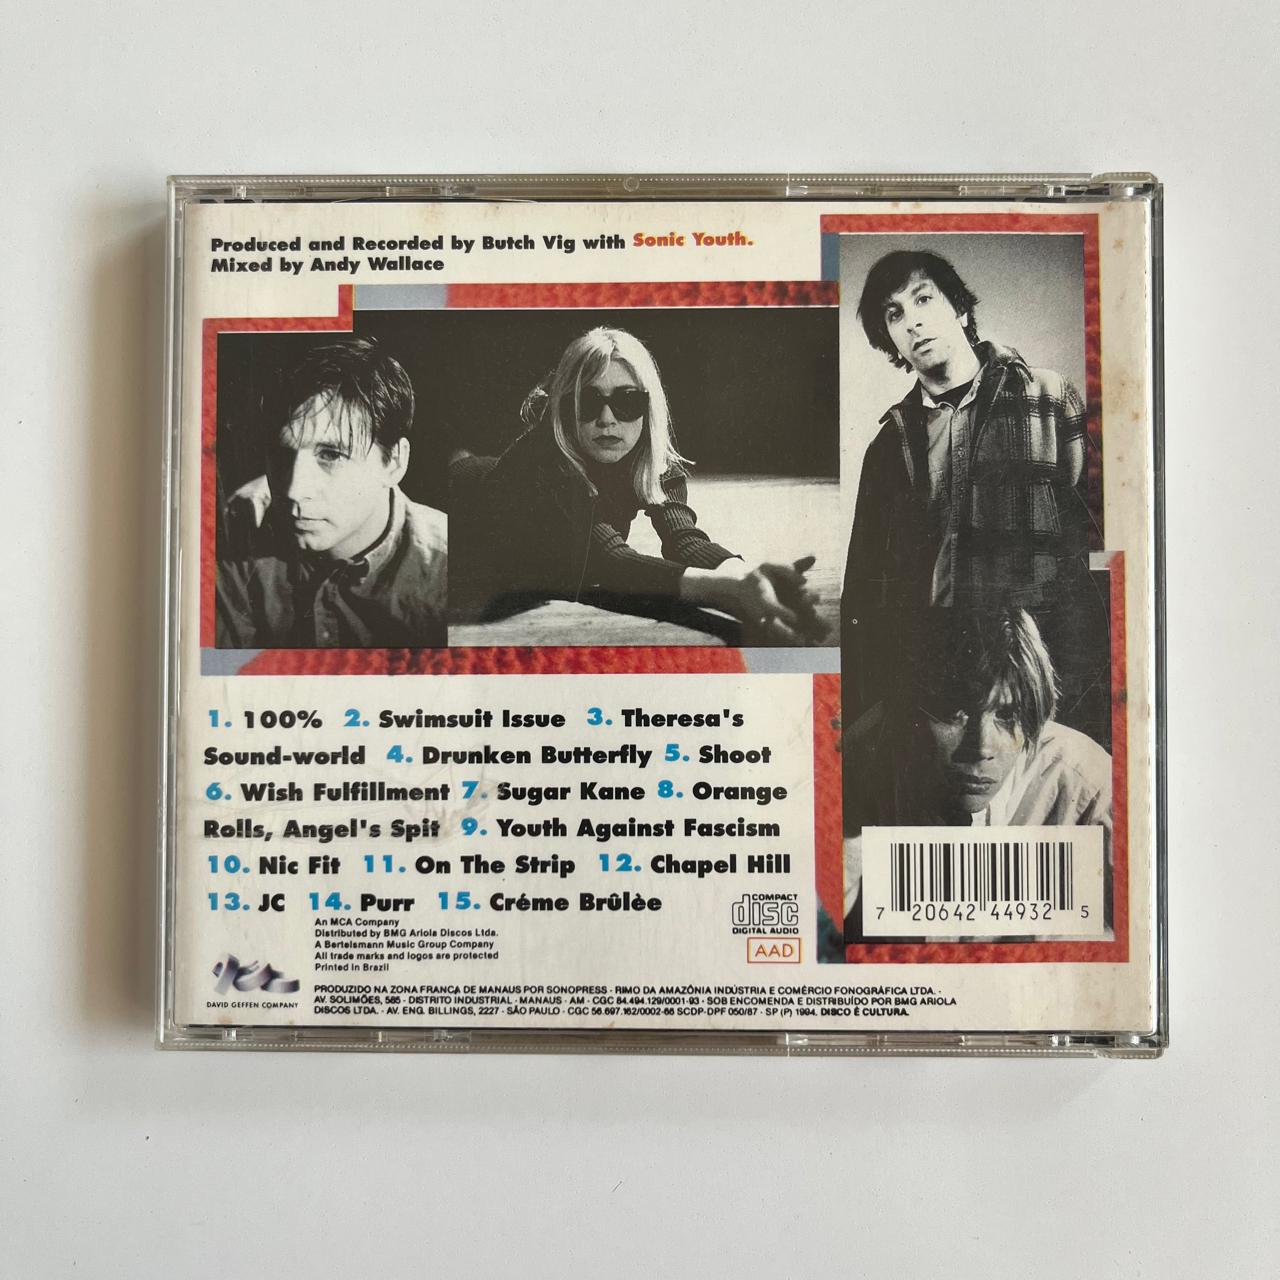 Produced and Recorded by Butch Vig with Sonic Youth.
Mixed by Andy Wallace
1. 100% 2. Swimsuit Issue 3. Theresa's
Sound-world 4. Drunken Butterfly 5. Shoot
6. Wish Fulfillment 7. Sugar Kane 8. Orange
Rolls, Angel's Spit 9. Youth Against Fascism
10. Nic Fit 11. On The Strip 12. Chapel Hill
13. JC 14. Purr 15. Créme Brûlèe
An MCA Company
Distributed by BMG Ariola Discos Ltda.
A Bertelsmann Music Group Company
All trade marks and logos are protected
Printed in Brazil
DAVID GEFFEN COMPANY
COMPACT
disc
DIGITAL AUDIO
AAD
7 20642 44932 5
PRODUZIDO NA ZONA FRANCA DE MANAUS POR SONOPRESS - RIMO DA AMAZÔNIA INDÚSTRIA E COMÉRCIO FONOGRÁFICA LTDA. -
AV. SOLIMÕES, 585 - DISTRITO INDUSTRIAL - MANAUS - AM - CGC 84.494.129/0001-93 - SOB ENCOMENDA E DISTRIBUÍDO POR BMG ARIOLA
DISCOS LTDA. - AV. ENG. BILLINGS, 2227 - SÃO PAULO - CGC 56.697.162/0002-66 SCDP-DPF 050/87 - SP (P) 1994. DISCO É CULTURA.